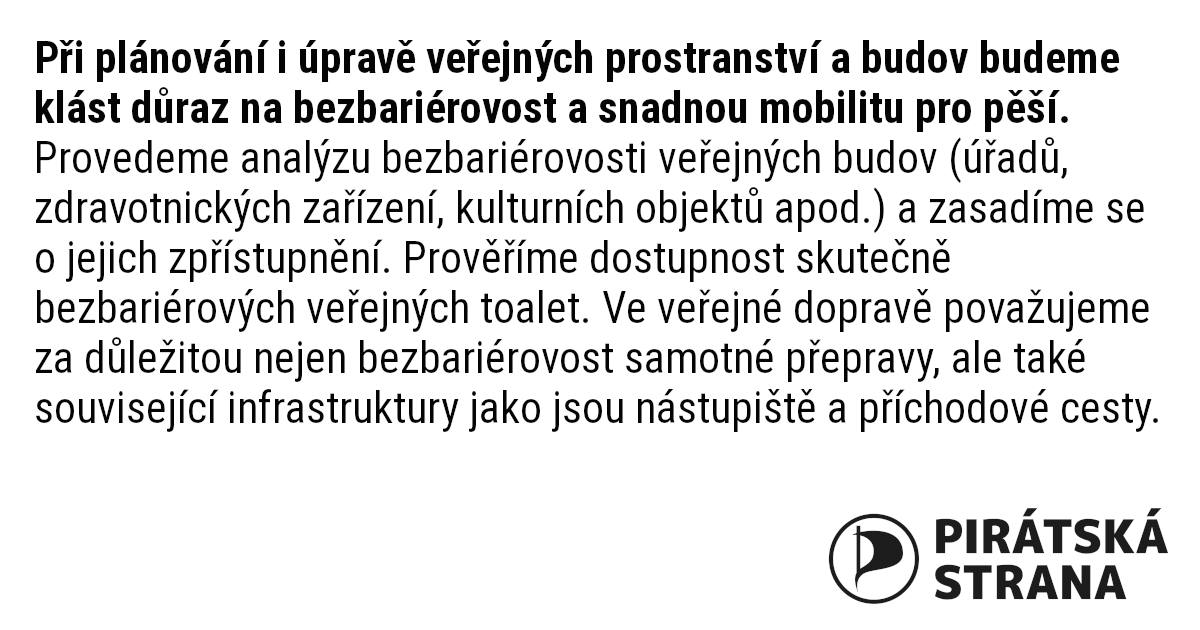 Při plánování i úpravě veřejných prostranství a budov budeme
klást důraz na bezbariérovost a snadnou mobilitu pro pěší.
Provedeme analýzu bezbariérovosti veřejných budov (úřadů,
zdravotnických zařízení, kulturních objektů apod.) a zasadíme se
o jejich zpřístupnění. Prověříme dostupnost skutečně
bezbariérových veřejných toalet. Ve veřejné dopravě považujeme
za důležitou nejen bezbariérovost samotné přepravy, ale také
související infrastruktury jako jsou nástupiště a příchodové cesty.
PIRÁTSKÁ
STRANA